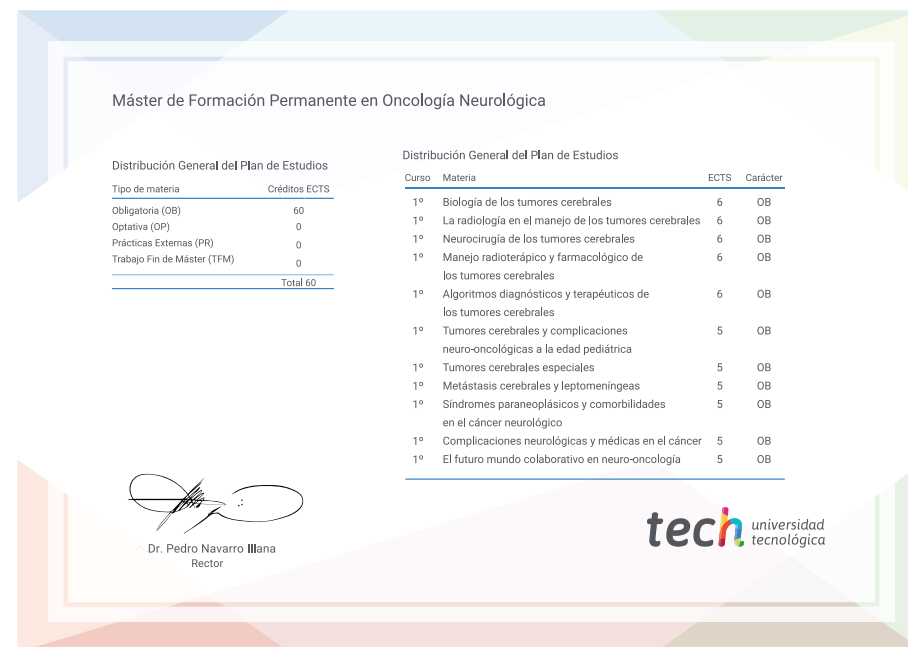 Máster de Formación Permanente en Oncología Neurológica
Distribución General del Plan de Estudios
Tipo de materia Créditos ECTS
Obligatoria (OB) 60
Optativa (OP) 0
Prácticas Externas (PR) 0
Trabajo Fin de Máster (TFM) 0
Total 60
Distribución General del Plan de Estudios
Curso Materia ECTS Carácter
1º Biología de los tumores cerebrales 6 OB
1º La radiología en el manejo de los tumores cerebrales 6 OB
1º Neurocirugía de los tumores cerebrales 6 OB
1º Manejo radioterápico y farmacológico de 6 OB
los tumores cerebrales
1º Algoritmos diagnósticos y terapéuticos de 6 OB
los tumores cerebrales
1º Tumores cerebrales y complicaciones 5 OB
neuro-oncológicas a la edad pediátrica
1º Tumores cerebrales especiales 5 OB
1º Metástasis cerebrales y leptomeníngeas 5 OB
1º Síndromes paraneoplásicos y comorbilidades 5 OB
en el cáncer neurológico
1º Complicaciones neurológicas y médicas en el cáncer 5 OB
1º El futuro mundo colaborativo en neuro-oncología 5 OB
Dr. Pedro Navarro Illana
Rector
tech universidad
tecnológica